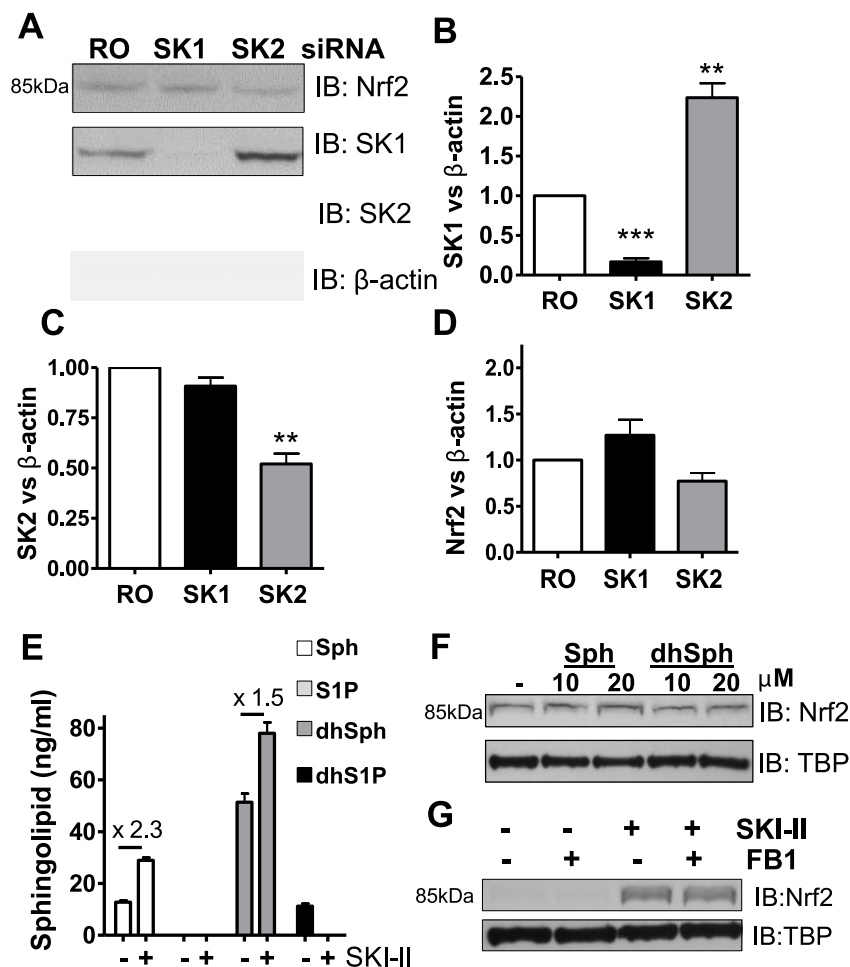 A
RO SK1 SK2 siRNA
85kDa IB: Nrf2
IB: SK1
IB: SK2
IB: β-actin
B
SK1 vs β-actin
2.5
2.0
1.5
1.0
0.5
0.0
***
**
RO SK1 SK2
C
SK2 vs β-actin
1.00
0.75
0.50
0.25
0.00
**
RO SK1 SK2
D
Nrf2 vs β-actin
2.0
1.5
1.0
0.5
0.0
RO SK1 SK2
E
Sphingolipid (ng/ml)
80
60
40
20
0
Sph
S1P
dhSph
dhS1P
x 2.3
x 1.5
- + - + - + - + SKI-II
F
Sph dhSph
- 10 20 10 20 μM
85kDa IB: Nrf2
IB: TBP
G
- - + + SKI-II
- + - + FB1
85kDa IB:Nrf2
IB:TBP